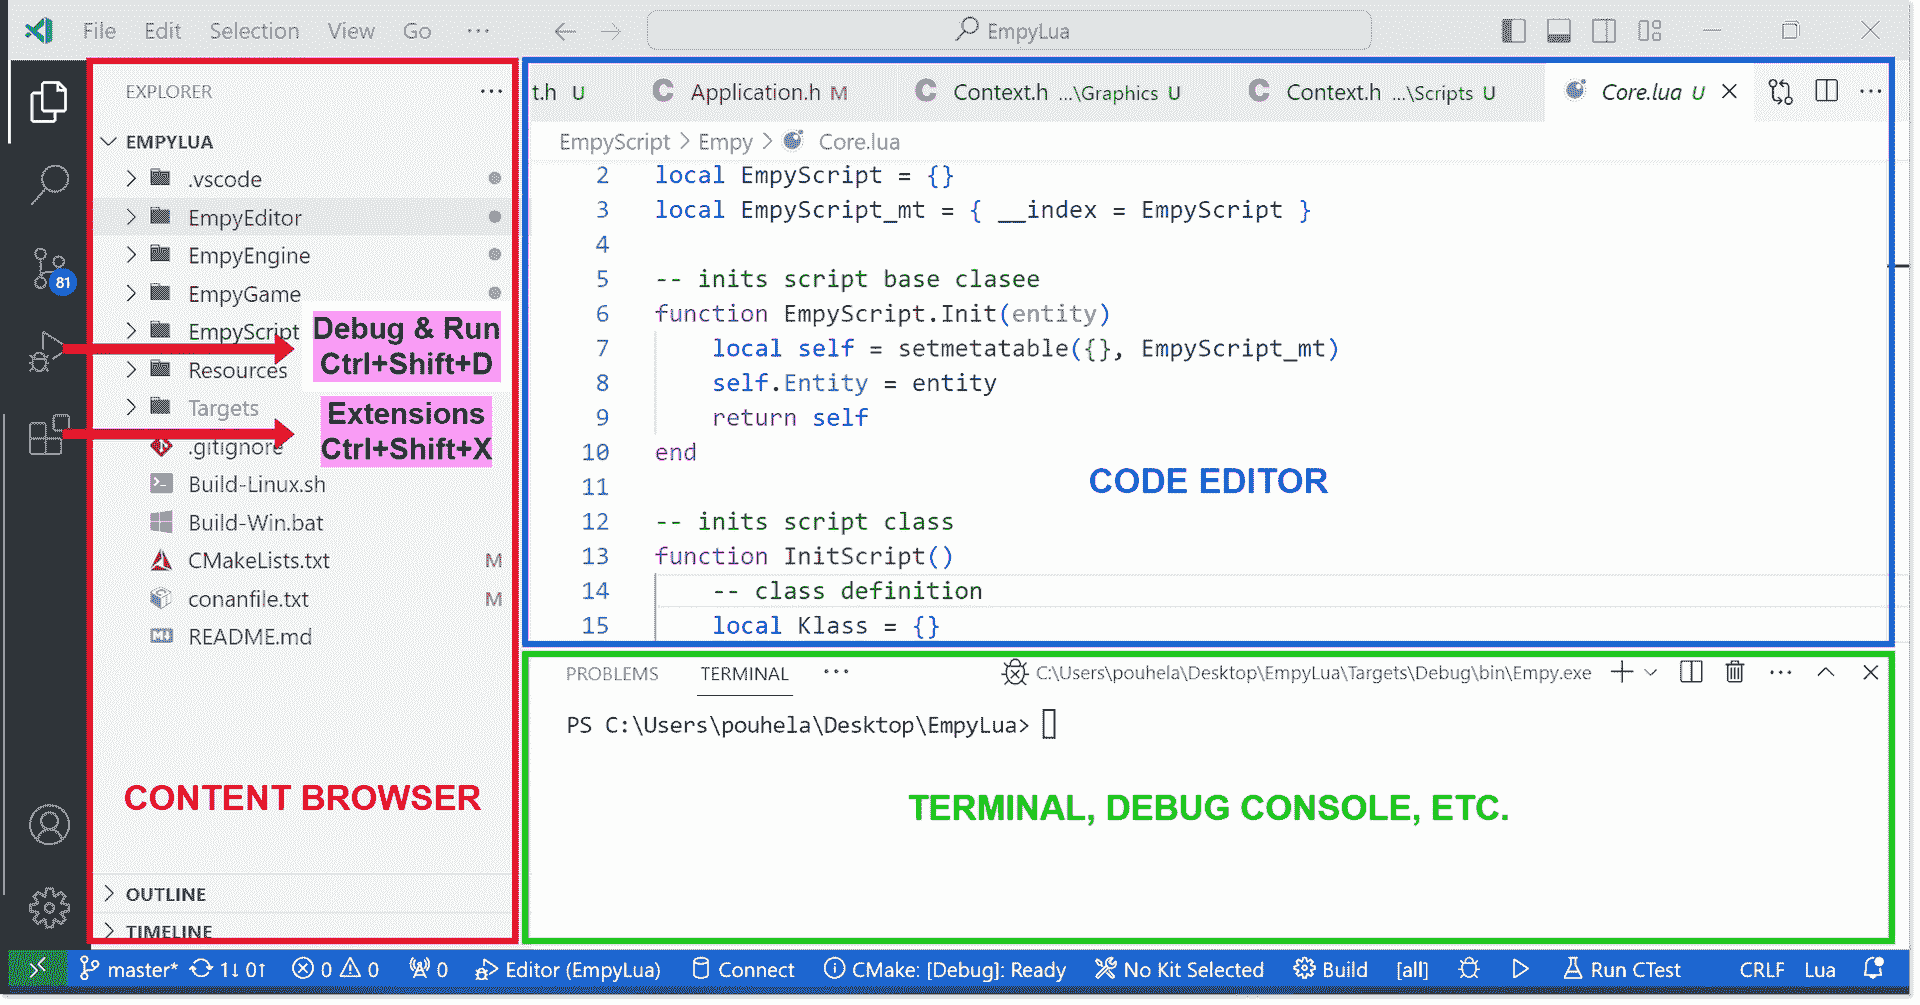 File Edit Selection View Go ··· EmpyLua
EXPLORER ···
EMPYLUA
.vscode
EmpyEditor
EmpyEngine
EmpyGame
EmpyScript
Resources
Targets
.gitignore
Build-Linux.sh
Build-Win.bat
CMakeLists.txt M
conanfile.txt M
README.md
OUTLINE
TIMELINE
81
Debug & Run
Ctrl+Shift+D
Extensions
Ctrl+Shift+X
CONTENT BROWSER
t.h U C Application.h M C Context.h ...\Graphics U C Context.h ...\Scripts U Core.lua U ···
EmpyScript > Empy > Core.lua
2 local EmpyScript = {}
3 local EmpyScript_mt = { __index = EmpyScript }
4
5 -- inits script base clasee
6 function EmpyScript.Init(entity)
7 local self = setmetatable({}, EmpyScript_mt)
8 self.Entity = entity
9 return self
10 end
11
12 -- inits script class
13 function InitScript()
14 -- class definition
15 local Klass = {}
CODE EDITOR
PROBLEMS TERMINAL ··· C:\Users\pouhela\Desktop\EmpyLua\Targets\Debug\bin\Empy.exe ···
PS C:\Users\pouhela\Desktop\EmpyLua>
TERMINAL, DEBUG CONSOLE, ETC.
master* 1↓ 0↑ 0 0 0 Editor (EmpyLua) Connect CMake: [Debug]: Ready No Kit Selected Build [all] Run CTest CRLF Lua